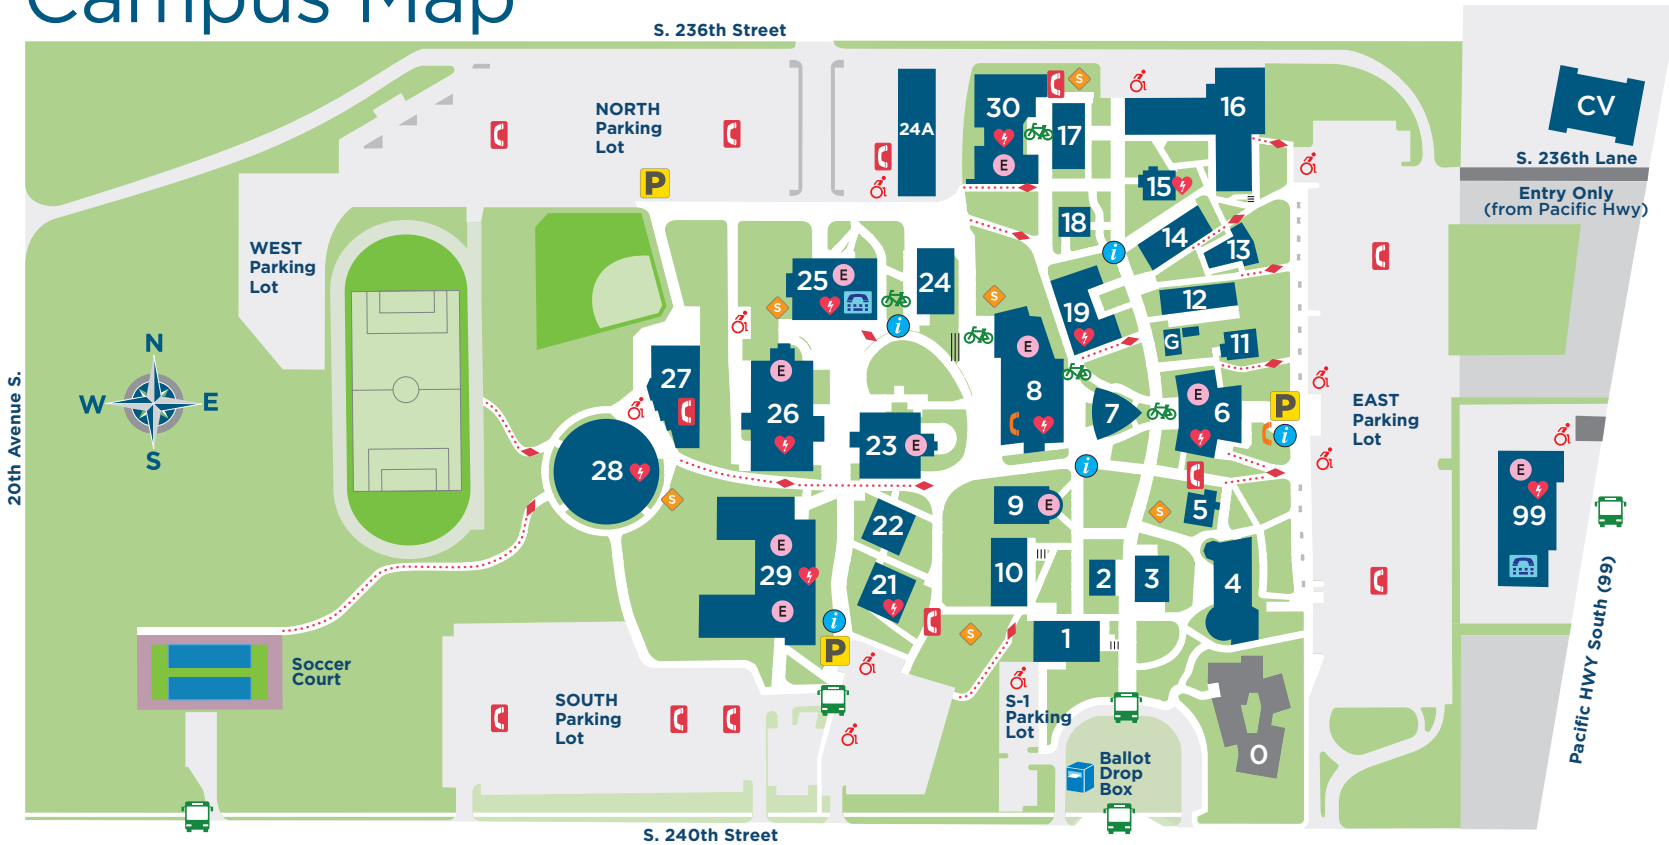 Campus Map
S. 236th Street
NORTH
Parking
Lot
WEST
Parking
Lot
N
W
E
S
20th Avenue S.
24A
30
E
S
17
16
15
18
14
13
i
12
19
G
11
25
E
S
24
i
S
E
8
7
E
6
P
i
P
27
E
26
23
E
28
S
22
21
E
29
E
i
P
9
E
10
S
5
2
3
4
1
i
S
0
CV
S. 236th Lane
Entry Only
(from Pacific Hwy)
EAST
Parking
Lot
E
99
Pacific HWY South (99)
Soccer
Court
SOUTH
Parking
Lot
S-1
Parking
Lot
Ballot
Drop
Box
S. 240th Street